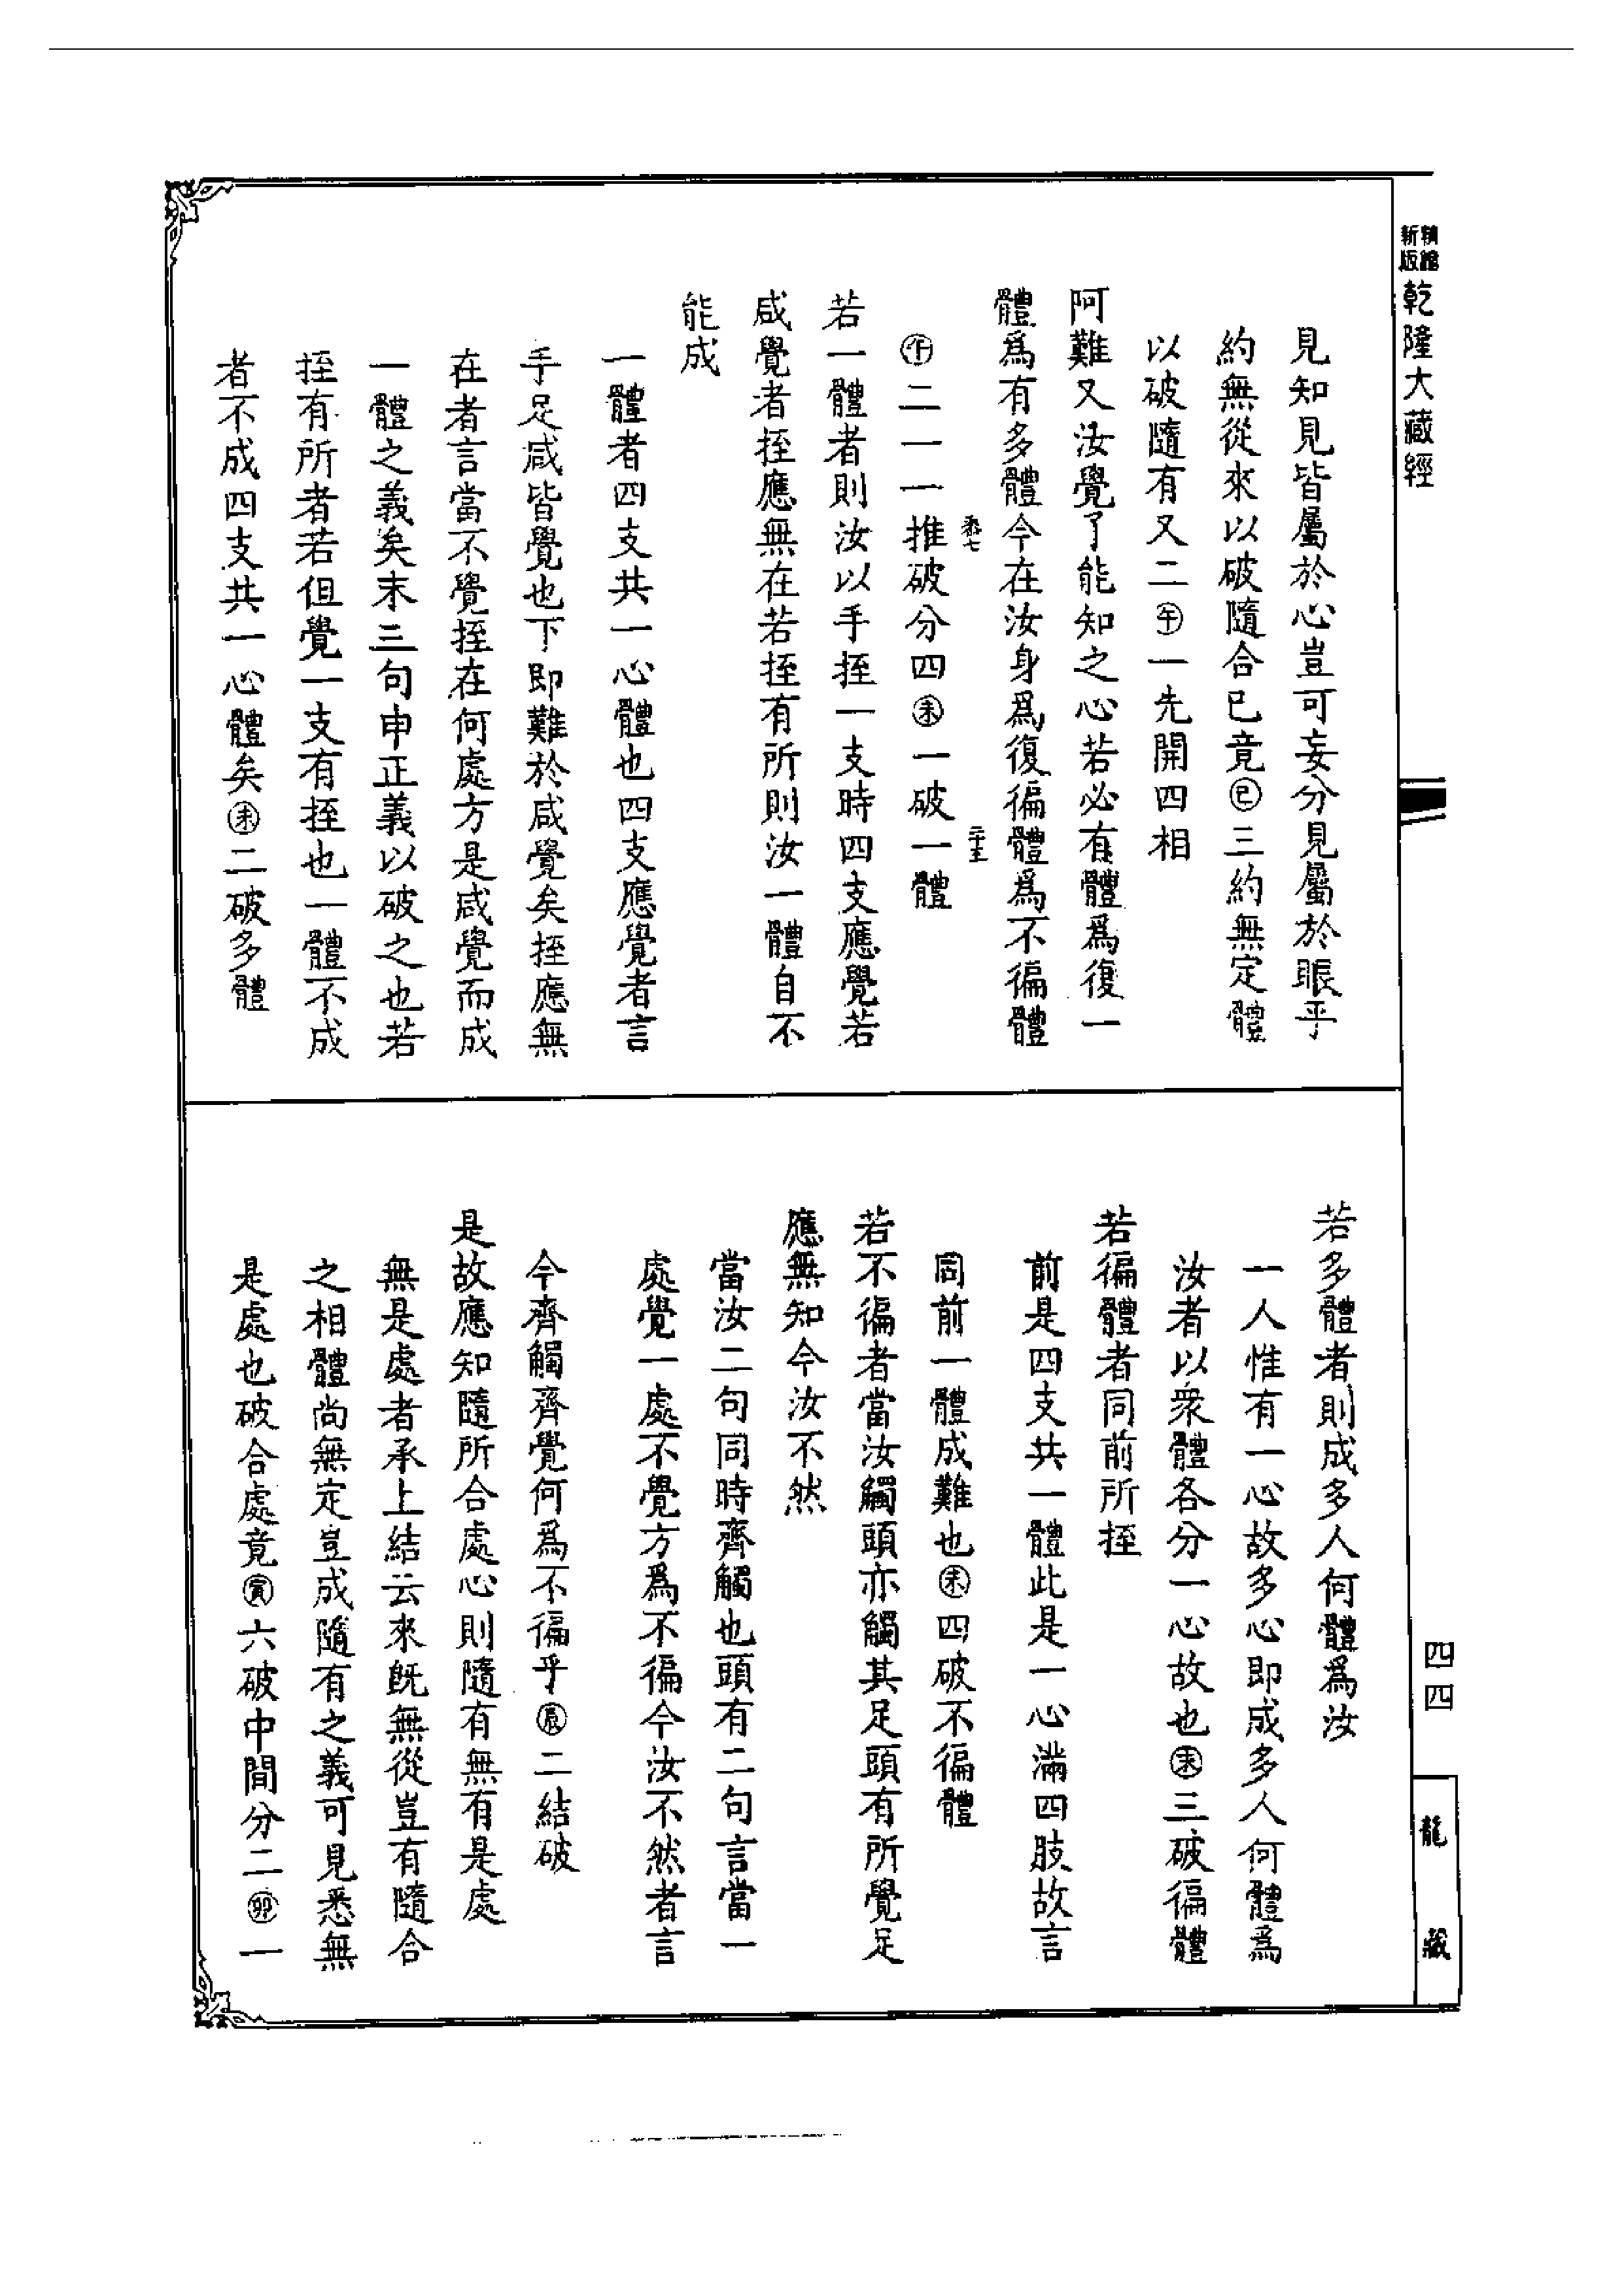 精繪
新版
乾隆大藏經
見知見皆屬於心豈可妄分見屬於眼乎
約無從來以破隨合已竟㊁三約無定體
以破隨有又二㊍一先開四相
阿難又汝覺了能知之心若必有體爲復一
體爲有多體今在汝身爲復徧體爲不徧體
二一一推破分四一破一體
若一體者則汝以手挃一支時四支應覺若
咸覺者挃應無在若挃有所則汝一體自不
能成
一體者四支共一心體也四支應覺者言
手足咸皆覺也下即難於咸覺矣挃應無
在者言當不覺挃在何處方是咸覺而成
一體之義矣末三句申正義以破之也若
挃有所者若但覺一支有挃也一體不成
者不成四支共一心體矣未二破多體
若多體者則成多人何體爲汝
一人惟有一心故多心即成多人何體爲
汝者以衆體各分一心故也未三破徧體
若徧體者同前所挃
前是四支共一體此是一心滿四肢故言
同前一體成難也未四破不徧體
若不徧者當汝觸頭亦觸其足頭有所覺足
應無知今汝不然
當汝二句同時齊觸也頭有二句言當一
處覺一處不覺方爲不徧今汝不然者言
今齊觸齊覺何爲不徧乎辰二結破
是故應知隨所合處心則隨有無有是處
無是處者承上結云來旣無從豈有隨合
之相體尚無定豈成隨有之義可見悉無
是處也破合處竟寅六破中間分二卯一
四四
龍藏